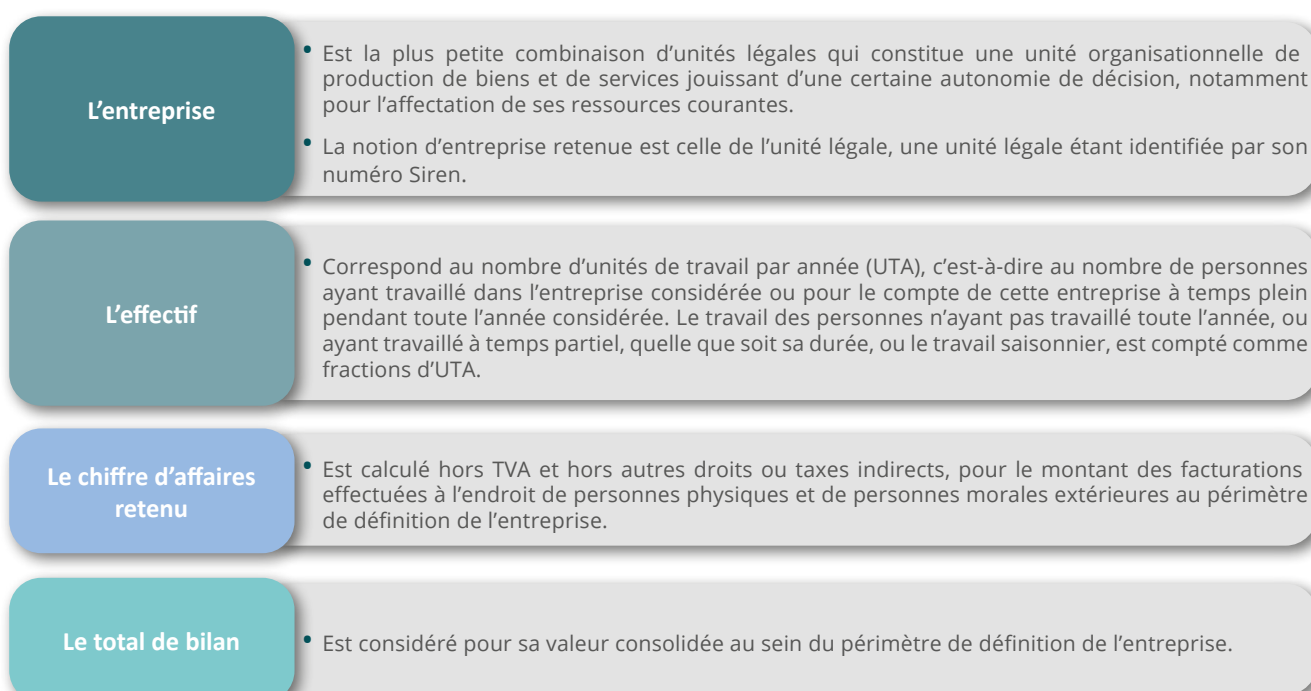 L’entreprise
• Est la plus petite combinaison d’unités légales qui constitue une unité organisationnelle de
production de biens et de services jouissant d’une certaine autonomie de décision, notamment
pour l’affectation de ses ressources courantes.
• La notion d’entreprise retenue est celle de l’unité légale, une unité légale étant identifiée par son
numéro Siren.
L’effectif
• Correspond au nombre d’unités de travail par année (UTA), c’est-à-dire au nombre de personnes
ayant travaillé dans l’entreprise considérée ou pour le compte de cette entreprise à temps plein
pendant toute l’année considérée. Le travail des personnes n’ayant pas travaillé toute l’année, ou
ayant travaillé à temps partiel, quelle que soit sa durée, ou le travail saisonnier, est compté comme
fractions d’UTA.
Le chiffre d’affaires
retenu
• Est calculé hors TVA et hors autres droits ou taxes indirects, pour le montant des facturations
effectuées à l’endroit de personnes physiques et de personnes morales extérieures au périmètre
de définition de l’entreprise.
Le total de bilan
• Est considéré pour sa valeur consolidée au sein du périmètre de définition de l’entreprise.